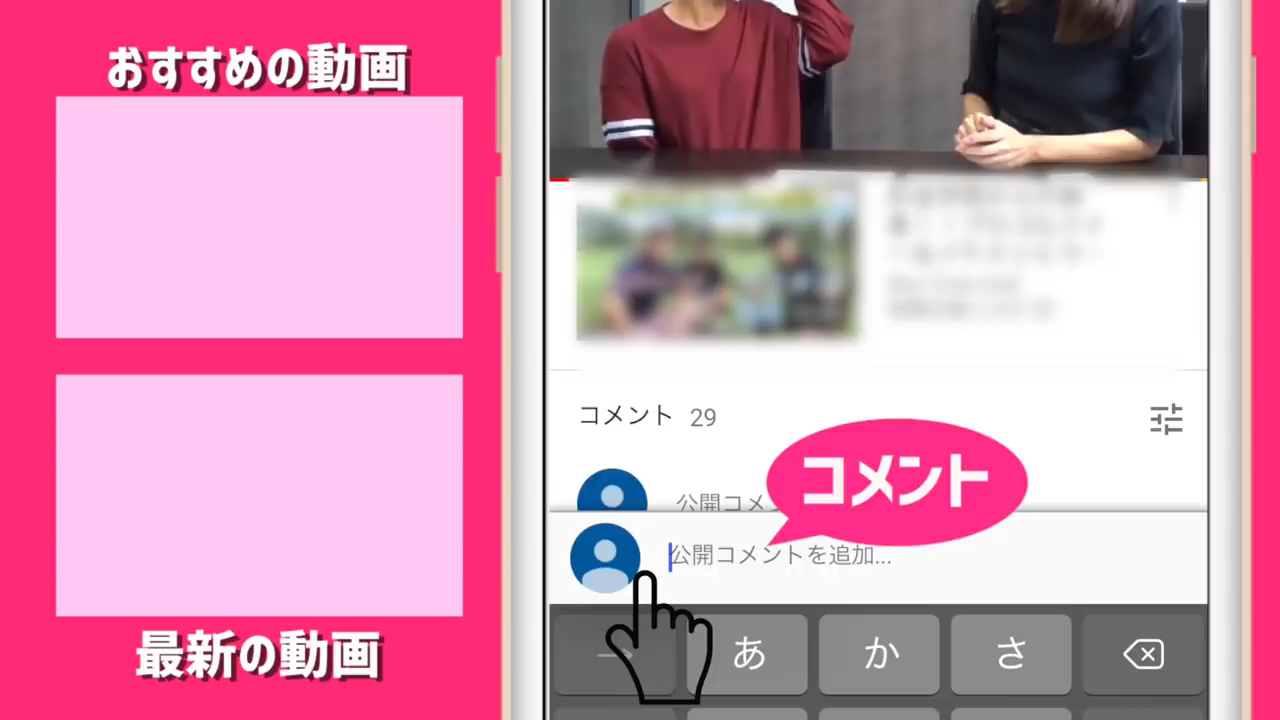 おすすめの動画
最新の動画
コメント 29
コメント
公開コメ
公開コメントを追加...
あ
か
さ